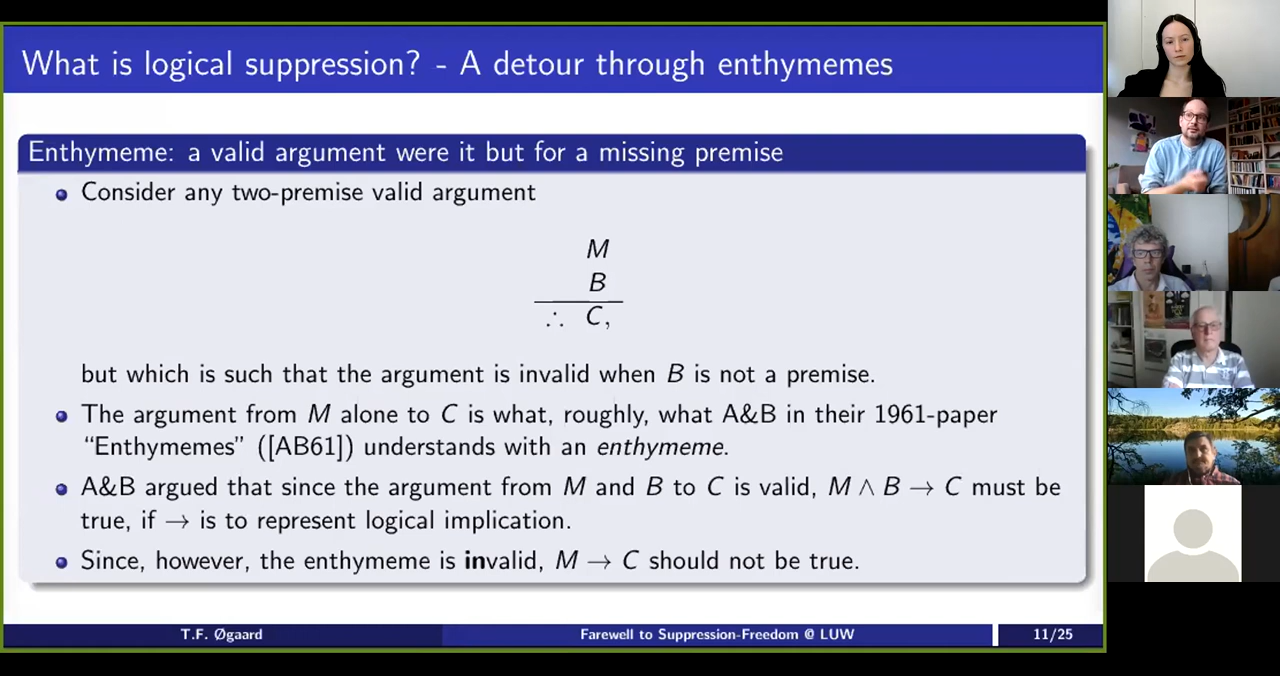 What is logical suppression? - A detour through enthymemes
Enthymeme: a valid argument were it but for a missing premise
Consider any two-premise valid argument
M
B
∴ C,
but which is such that the argument is invalid when B is not a premise.
The argument from M alone to C is what, roughly, what A&B in their 1961-paper
“Enthymemes” ([AB61]) understands with an enthymeme.
A&B argued that since the argument from M and B to C is valid, M ∧ B → C must be
true, if → is to represent logical implication.
Since, however, the enthymeme is invalid, M → C should not be true.
T.F. Øgaard
Farewell to Suppression-Freedom @ LUW
11/25